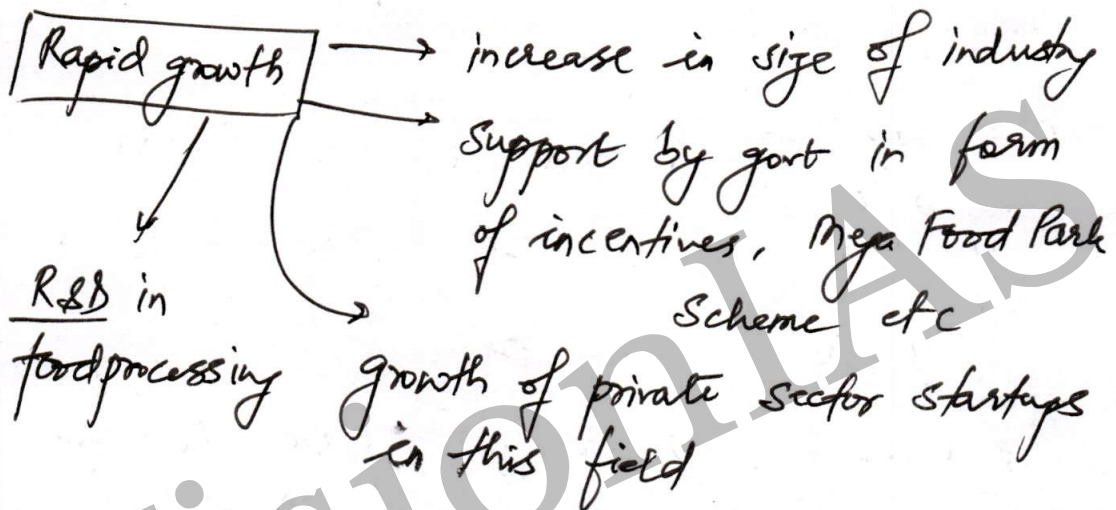 Rapid growth
increase in size of industry
Support by govt in form
of incentives, Mega Food Park
Scheme etc
R&D in
foodprocessing
growth of private sector startups
in this field
VisionIAS